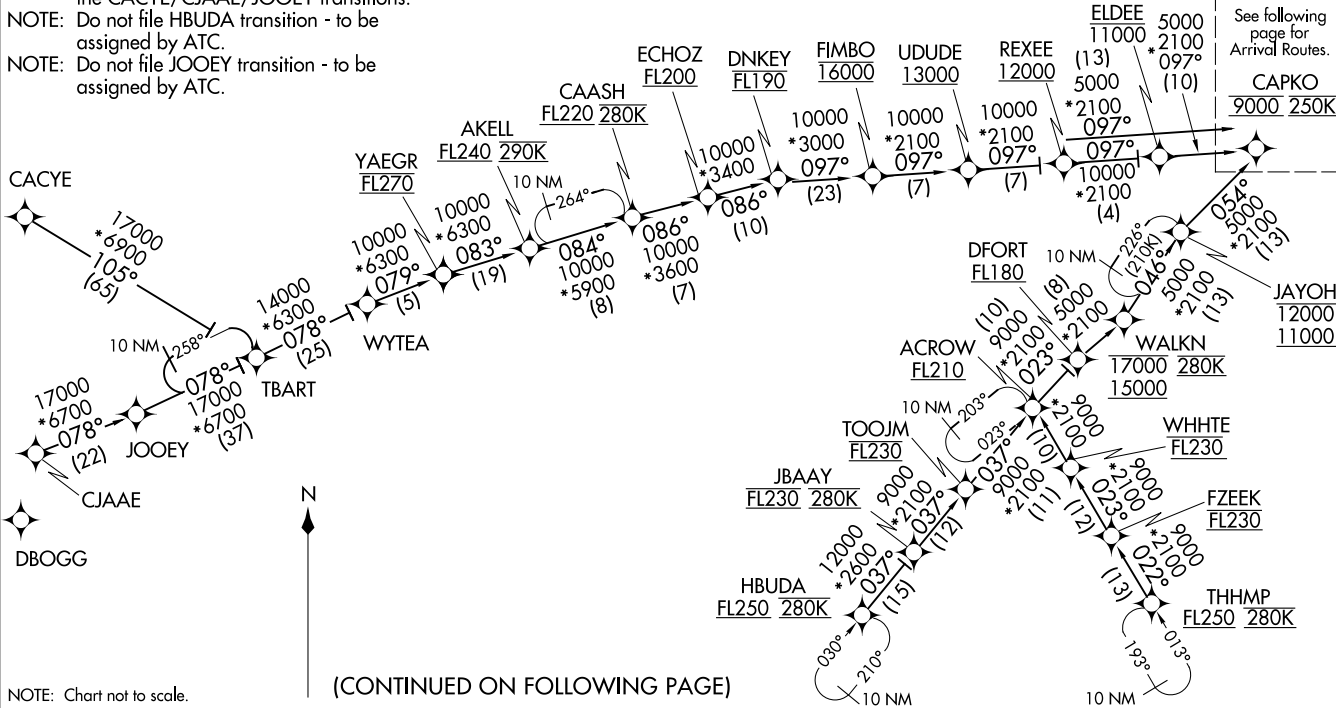 the CACYE/CJAAE/JOOEY transitions.
NOTE: Do not file HBUDA transition - to be
assigned by ATC.
NOTE: Do not file JOOEY transition - to be
assigned by ATC.
See following
page for
Arrival Routes.
CAPKO
9000 250K
ELDEE
11000
5000
*2100
097°
(10)
REXEE
12000
(13)
5000
*2100
097°
097°
10000
*2100
(4)
UDUDE
13000
10000
*2100
097°
(7)
FIMBO
16000
10000
*2100
097°
(7)
DNKEY
FL190
10000
*3000
097°
(23)
ECHOZ
FL200
10000
*3400
086°
(10)
CAASH
FL220 280K
086°
10000
*3600
(7)
AKELL
FL240 290K
10 NM
264°
084°
10000
*5900
(8)
YAEGR
FL270
10000
*6300
083°
(19)
10000
*6300
079°
(5)
WYTEA
14000
*6300
078°
(25)
TBART
CACYE
17000
*6900
105°
(65)
10 NM
258°
078°
17000
*6700
(37)
JOOEY
17000
*6700
078°
(22)
CJAAE
DBOGG
N
054°
5000
*2100
(13)
JAYOH
12000
11000
10 NM
226°
(210K)
046°
5000
*2100
(13)
WALKN
17000 280K
15000
DFORT
FL180
(8)
5000
*2100
(10)
9000
*2100
023°
ACROW
FL210
10 NM
203°
023°
TOOJM
FL230
037°
9000
*2100
(11)
JBAAY
FL230 280K
9000
*2100
037°
(12)
HBUDA
FL250 280K
12000
*2600
037°
(15)
030°
210°
10 NM
WHHTE
FL230
9000
*2100
(10)
FZEEK
FL230
9000
*2100
023°
(12)
THHMP
FL250 280K
9000
*2100
022°
(13)
193°
013°
10 NM
NOTE: Chart not to scale.
(CONTINUED ON FOLLOWING PAGE)